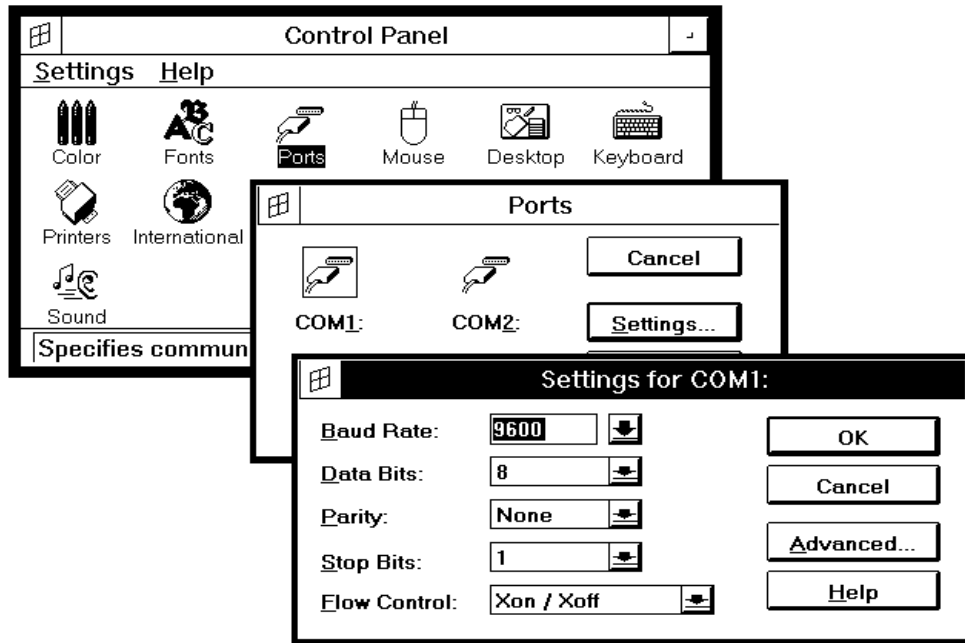 Control Panel
Settings Help
Color Fonts Ports Mouse Desktop Keyboard
Printers International
Sound
Specifies commun
Ports
Cancel
COM1: COM2: Settings...
Settings for COM1:
Baud Rate: 9600 OK
Data Bits: 8 Cancel
Parity: None
Advanced...
Stop Bits: 1
Flow Control: Xon / Xoff Help